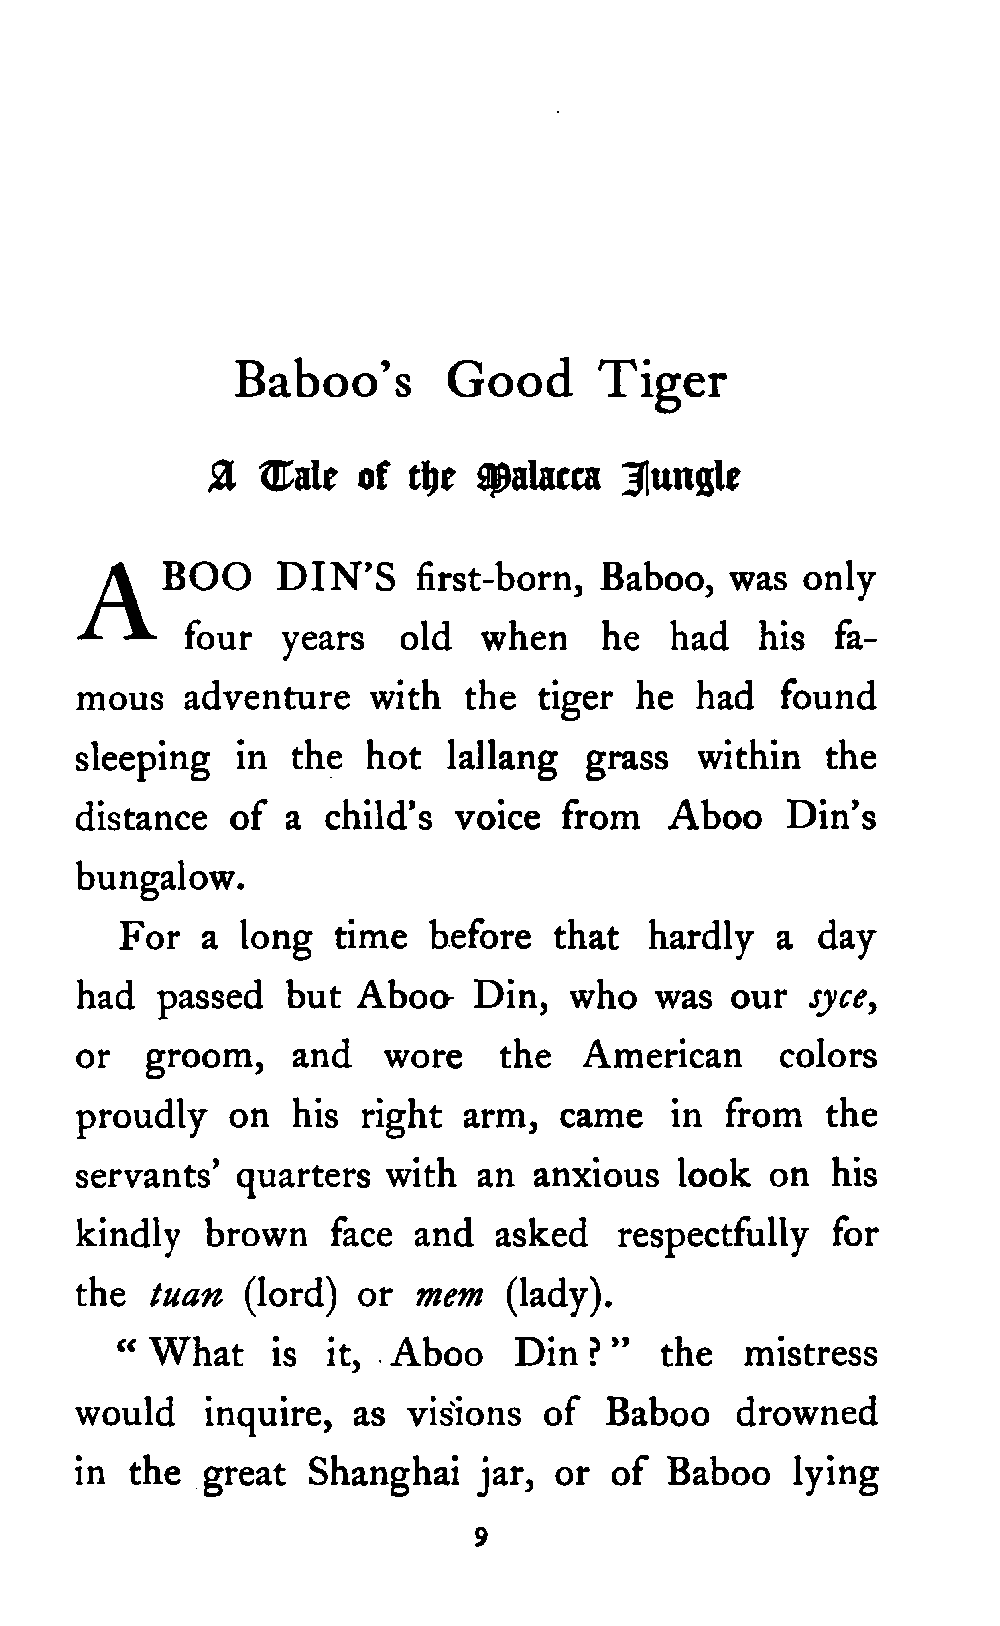 Baboo's Good Tiger
A Tale of the Malacca Jungle
ABOO DIN'S first-born, Baboo, was only
four years old when he had his fa-
mous adventure with the tiger he had found
sleeping in the hot lallang grass within the
distance of a child's voice from Aboo Din's
bungalow.
For a long time before that hardly a day
had passed but Aboo Din, who was our syce,
or groom, and wore the American colors
proudly on his right arm, came in from the
servants' quarters with an anxious look on his
kindly brown face and asked respectfully for
the tuan (lord) or mem (lady).
“ What is it, Aboo Din ? ” the mistress
would inquire, as visions of Baboo drowned
in the great Shanghai jar, or of Baboo lying
9